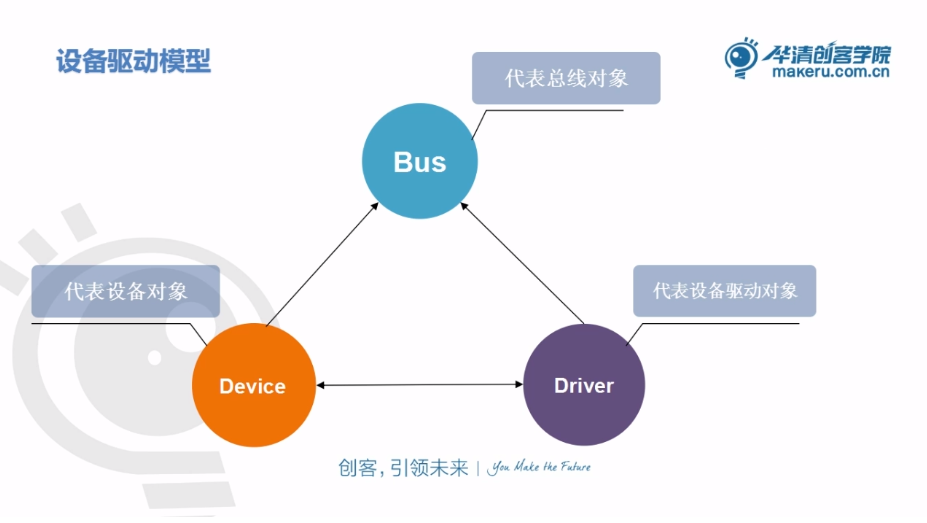 设备驱动模型
华清创客学院
makeru.com.cn
代表总线对象
Bus
代表设备对象
代表设备驱动对象
Device
Driver
创客,引领未来 | You Make the Future